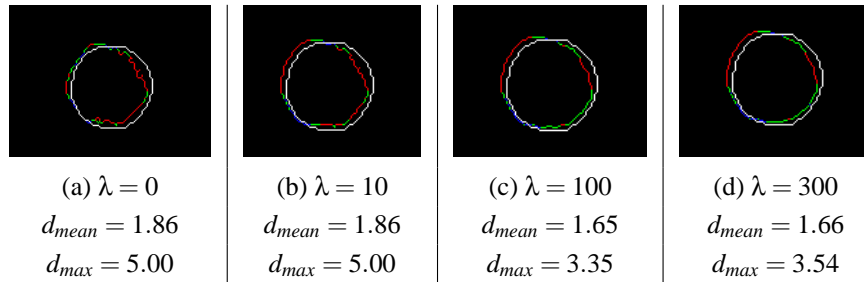 (a) λ = 0 (b) λ = 10 (c) λ = 100 (d) λ = 300
d_mean = 1.86 d_mean = 1.86 d_mean = 1.65 d_mean = 1.66
d_max = 5.00 d_max = 5.00 d_max = 3.35 d_max = 3.54